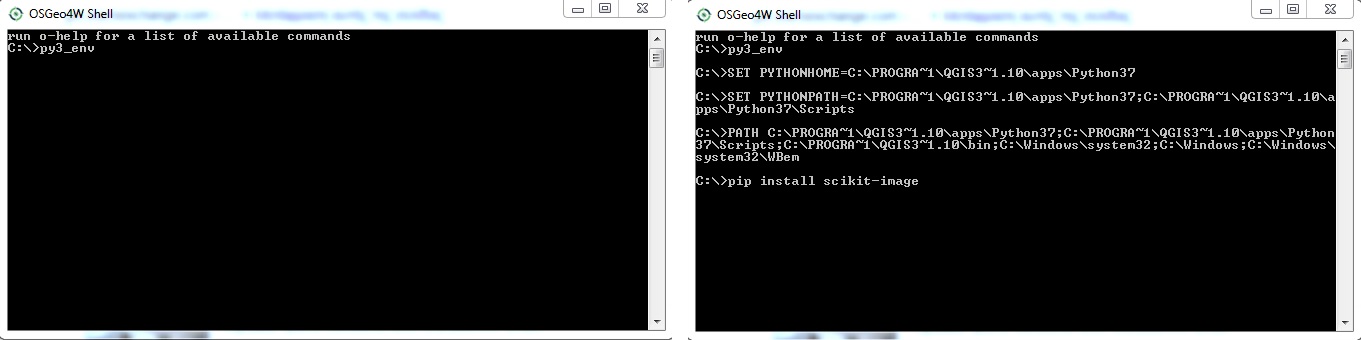 OSGeo4W Shell
run o-help for a list of available commands
C:\>py3_env
OSGeo4W Shell
run o-help for a list of available commands
C:\>py3_env
C:\>SET PYTHONHOME=C:\PROGRA~1\QGIS3~1.10\apps\Python37
C:\>SET PYTHONPATH=C:\PROGRA~1\QGIS3~1.10\apps\Python37;C:\PROGRA~1\QGIS3~1.10\a
pps\Python37\Scripts
C:\>PATH C:\PROGRA~1\QGIS3~1.10\apps\Python37;C:\PROGRA~1\QGIS3~1.10\apps\Python
37\Scripts;C:\PROGRA~1\QGIS3~1.10\bin;C:\Windows\system32;C:\Windows;C:\Windows\
system32\WBem
C:\>pip install scikit-image